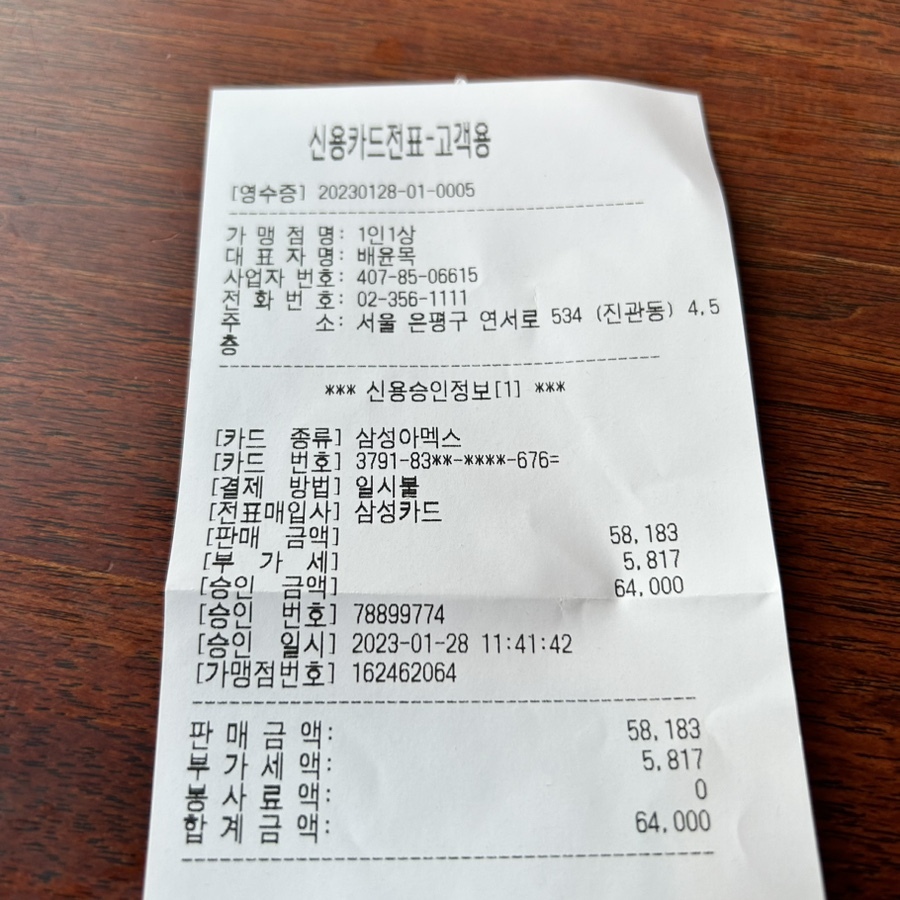 신용카드전표-고객용
[영수증] 20230128-01-0005
가 맹 점 명: 1인1상
대 표 자 명: 배윤목
사업자 번호: 407-85-06615
전 화 번 호: 02-356-1111
주 소: 서울 은평구 연서로 534 (진관동) 4.5
층
*** 신용승인정보[1] ***
[카드 종류] 삼성아멕스
[카드 번호] 3791-83**-****-676=
[결제 방법] 일시불
[전표매입사] 삼성카드
[판매 금액] 58,183
[부 가 세] 5,817
[승인 금액] 64,000
[승인 번호] 78899774
[승인 일시] 2023-01-28 11:41:42
[가맹점번호] 162462064
판 매 금 액: 58,183
부 가 세 액: 5,817
봉 사 료 액: 0
합 계 금 액: 64,000